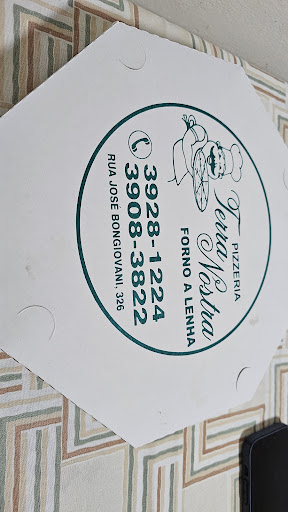 PIZZERIA
Terra Nostra
FORNO A LENHA
3928-1224
3908-3822
RUA JOSÉ BONGIOVANI, 326